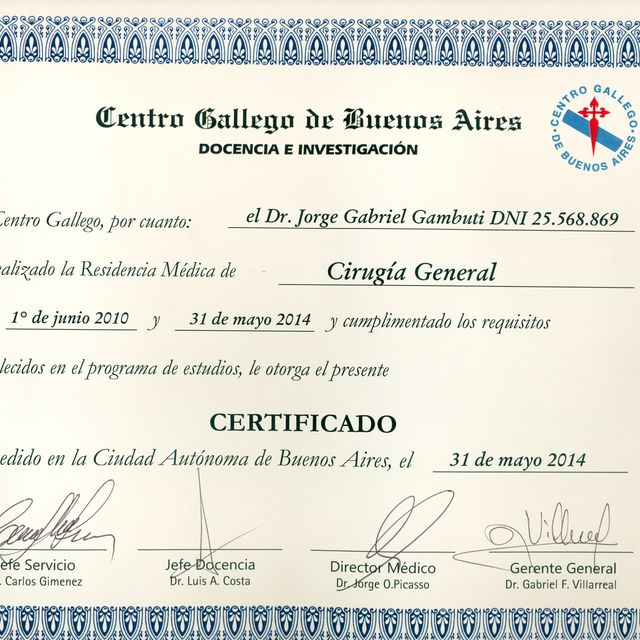 Centro Gallego de Buenos Aires
DOCENCIA E INVESTIGACIÓN
CENTRO GALLEGO
DE BUENOS AIRES
Centro Gallego, por cuanto: el Dr. Jorge Gabriel Gambuti DNI 25.568.869
ealizado la Residencia Médica de Cirugía General
1° de junio 2010 y 31 de mayo 2014 y cumplimentado los requisitos
lecidos en el programa de estudios, le otorga el presente
CERTIFICADO
edido en la Ciudad Autónoma de Buenos Aires, el 31 de mayo 2014
efe Servicio Jefe Docencia Director Médico Gerente General
. Carlos Gimenez Dr. Luis A. Costa Dr. Jorge O.Picasso Dr. Gabriel F. Villarreal